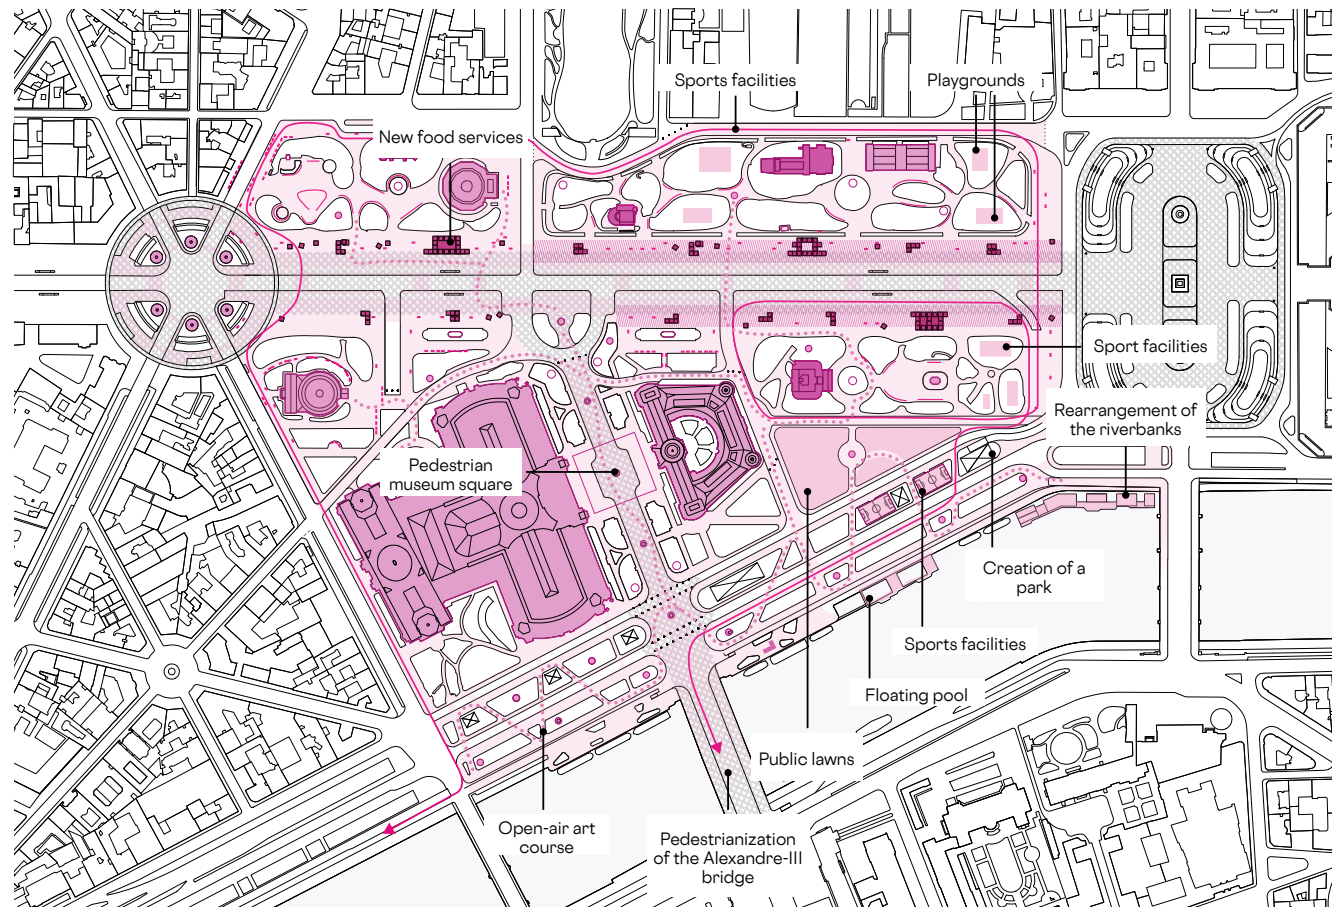 Sports facilities
Playgrounds
New food services
Sport facilities
Rearrangement of
the riverbanks
Pedestrian
museum square
Creation of a
park
Sports facilities
Floating pool
Public lawns
Open-air art
course
Pedestrianization
of the Alexandre-III
bridge